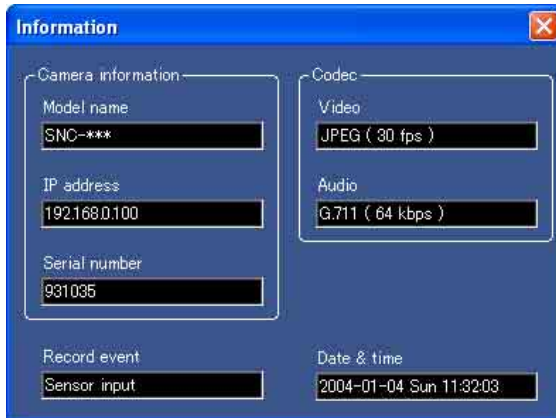 Information
Camera information
Model name
SNC-***
IP address
192.168.0.100
Serial number
931035
Codec
Video
JPEG ( 30 fps )
Audio
G.711 ( 64 kbps )
Record event
Sensor input
Date & time
2004-01-04 Sun 11:32:03